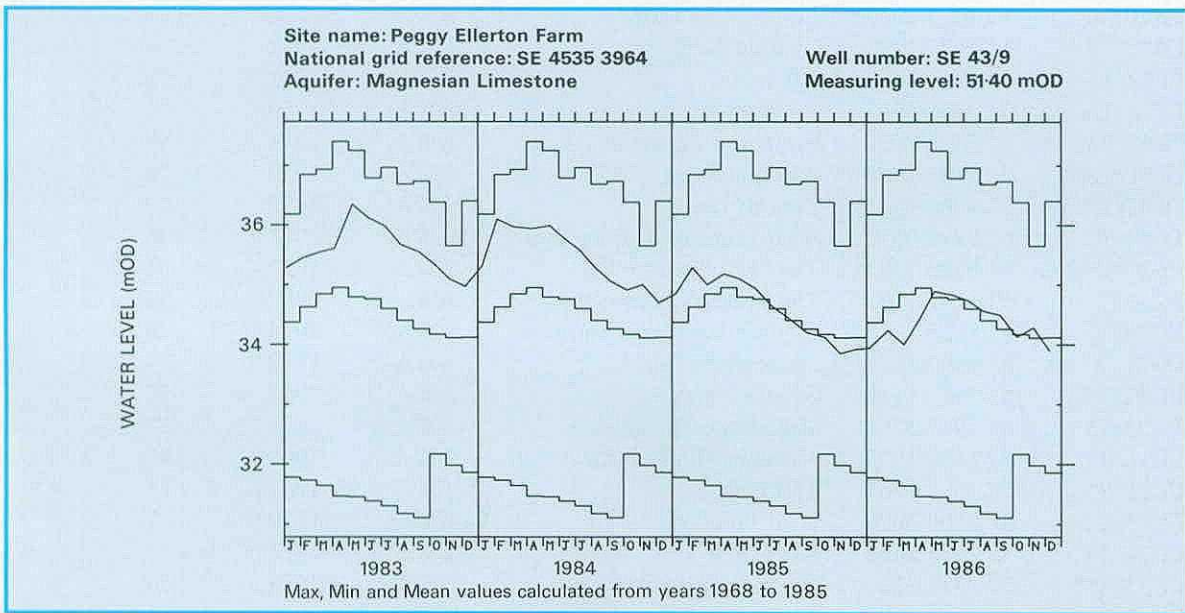 Site name: Peggy Ellerton Farm
National grid reference: SE 4535 3964
Well number: SE 43/9
Aquifer: Magnesian Limestone
Measuring level: 51·40 mOD
WATER LEVEL (mOD)
36
34
32
J F M A M J J A S O N D J F M A M J J A S O N D J F M A M J J A S O N D J F M A M J J A S O N D
1983 1984 1985 1986
Max, Min and Mean values calculated from years 1968 to 1985